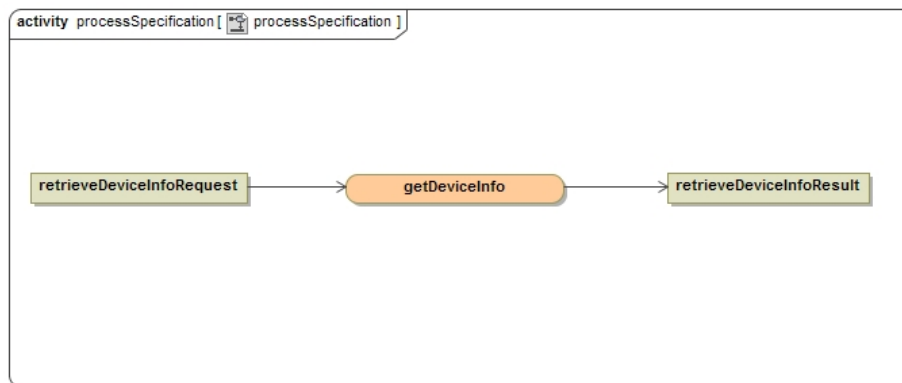 activity processSpecification [ processSpecification ]
retrieveDeviceInfoRequest
getDeviceInfo
retrieveDeviceInfoResult